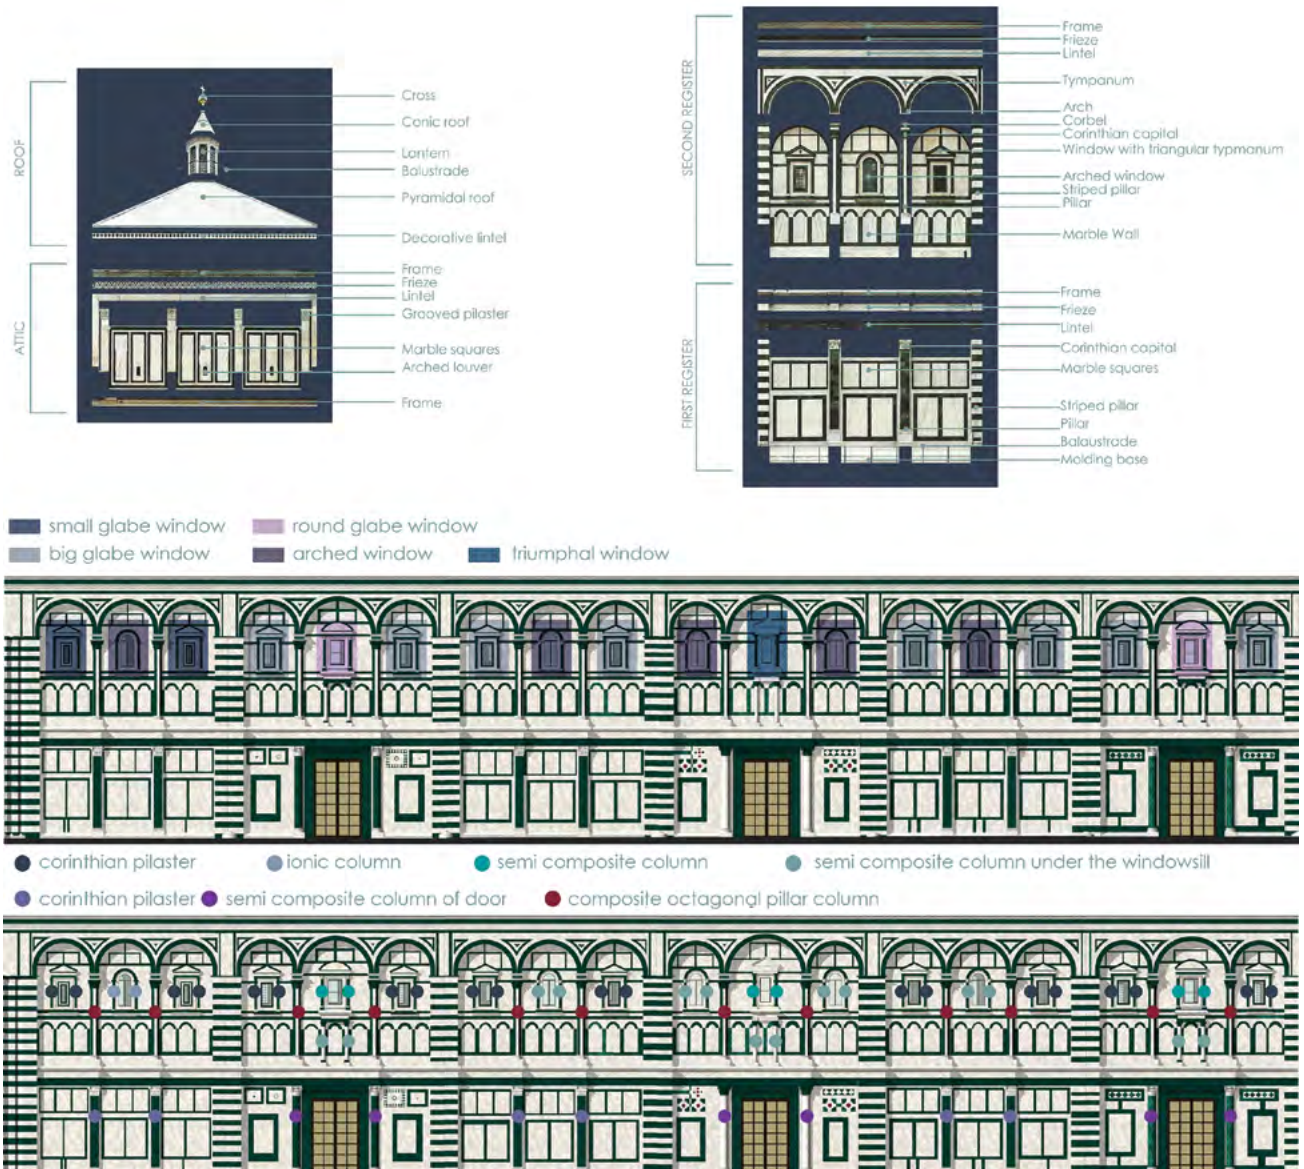 ROOF
Cross
Conic roof
Lantern
Balustrade
Pyramidal roof
Decorative lintel
ATTIC
Frame
Frieze
Lintel
Grooved pilaster
Marble squares
Arched louver
Frame
SECOND REGISTER
Frame
Frieze
Lintel
Tympanum
Arch
Corbel
Corinthian capital
Window with triangular typmanum
Arched window
Striped pillar
Pillar
Marble Wall
FIRST REGISTER
Frame
Frieze
Lintel
Corinthian capital
Marble squares
Striped pillar
Pillar
Balaustrade
Molding base
small glabe window
round glabe window
big glabe window
arched window
triumphal window
corinthian pilaster
ionic column
semi composite column
semi composite column under the windowsill
corinthian pilaster
semi composite column of door
composite octagonal pillar column